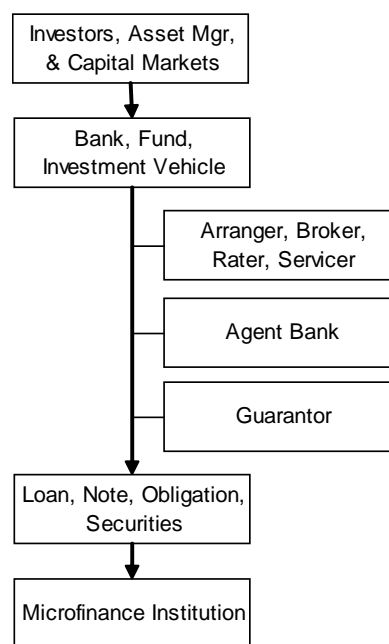 Investors, Asset Mgr,
& Capital Markets
Bank, Fund,
Investment Vehicle
Arranger, Broker,
Rater, Servicer
Agent Bank
Guarantor
Loan, Note, Obligation,
Securities
Microfinance Institution